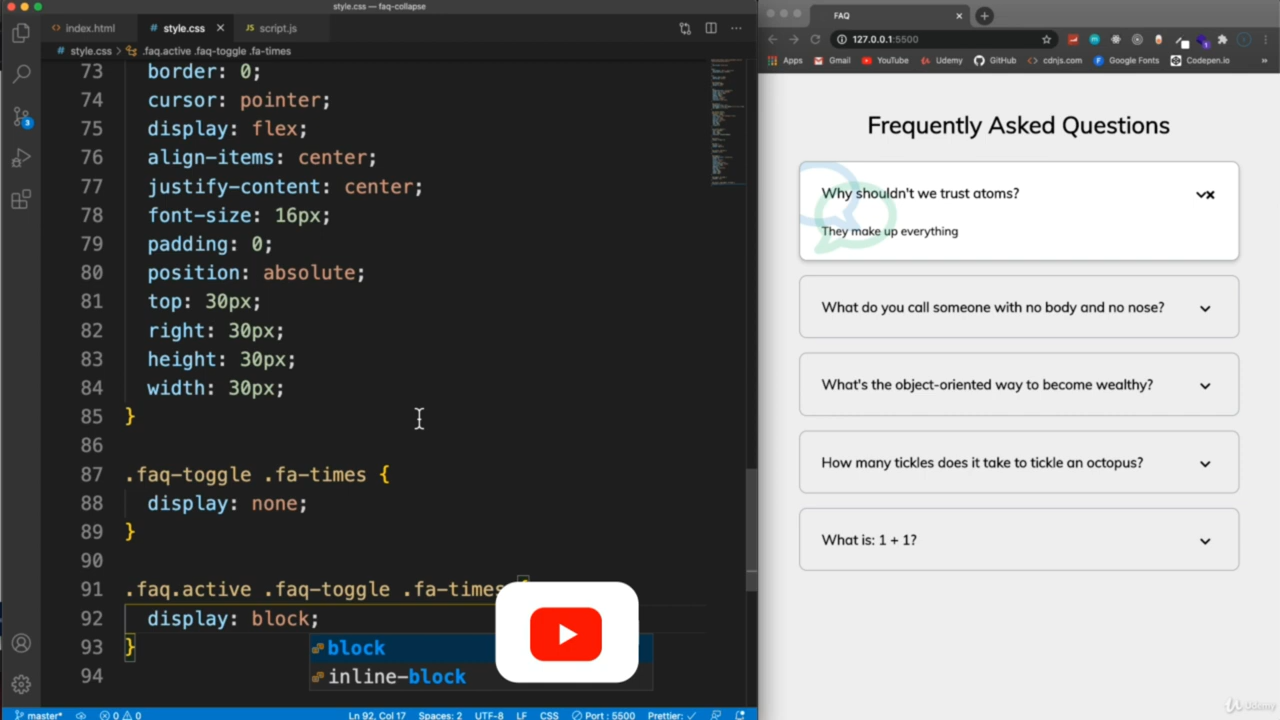 style.css — faq-collapse
index.html
style.css
script.js
style.css > .faq.active .faq-toggle .fa-times
73 border: 0;
74 cursor: pointer;
75 display: flex;
76 align-items: center;
77 justify-content: center;
78 font-size: 16px;
79 padding: 0;
80 position: absolute;
81 top: 30px;
82 right: 30px;
83 height: 30px;
84 width: 30px;
85 }
86
87 .faq-toggle .fa-times {
88 display: none;
89 }
90
91 .faq.active .faq-toggle .fa-times {
92 display: block;
93 }
block
94
inline-block
3
master* 0 0 Ln 92, Col 17 Spaces: 2 UTF-8 LF CSS Port : 5500 Prettier: ✓
FAQ
127.0.0.1:5500
Apps Gmail YouTube Udemy GitHub cdnjs.com Google Fonts Codepen.io »
Frequently Asked Questions
Why shouldn't we trust atoms?
They make up everything
What do you call someone with no body and no nose?
What's the object-oriented way to become wealthy?
How many tickles does it take to tickle an octopus?
What is: 1 + 1?
Udemy